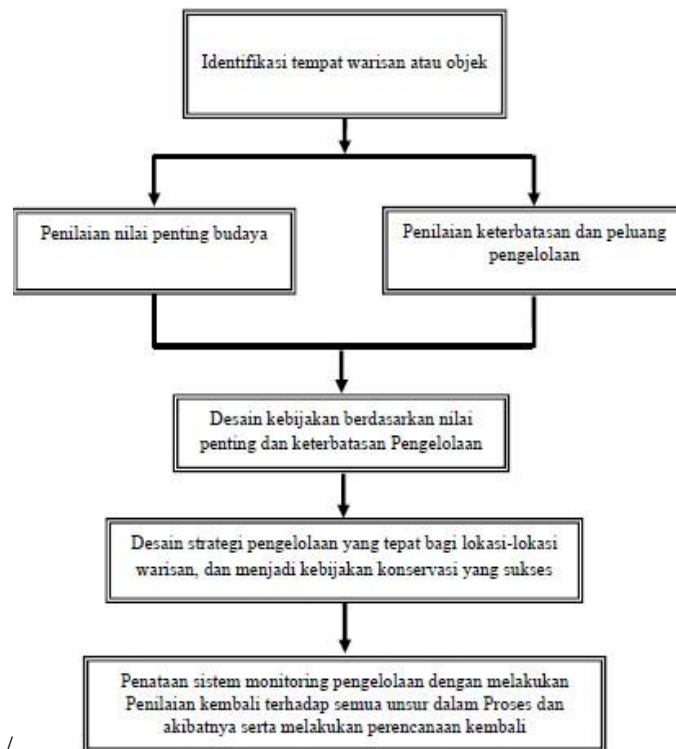 Identifikasi tempat warisan atau objek
Penilaian nilai penting budaya
Penilaian keterbatasan dan peluang
pengelolaan
Desain kebijakan berdasarkan nilai
penting dan keterbatasan Pengelolaan
Desain strategi pengelolaan yang tepat bagi lokasi-lokasi
warisan, dan menjadi kebijakan konservasi yang sukses
Penataan sistem monitoring pengelolaan dengan melakukan
Penilaian kembali terhadap semua unsur dalam Proses dan
akibatnya serta melakukan perencanaan kembali
/